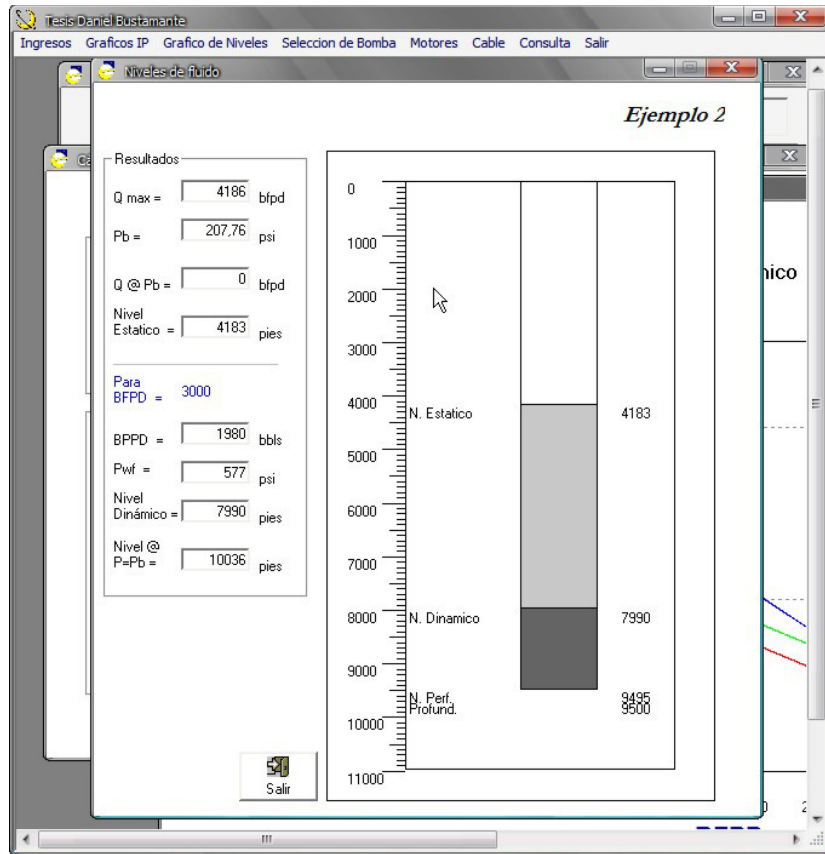 Tesis Daniel Bustamante
Ingresos Graficos IP Grafico de Niveles Seleccion de Bomba Motores Cable Consulta Salir
Niveles de fluido
Ejemplo 2
Resultados
Q max = 4186 bfpd
Pb = 207,76 psi
Q @ Pb = 0 bfpd
Nivel
Estatico = 4183 pies
Para
BFPD = 3000
BPPD = 1980 bbls
Pwf = 577 psi
Nivel
Dinámico = 7990 pies
Nivel @
P=Pb = 10036 pies
Salir
0
1000
2000
3000
4000
N. Estatico 4183
5000
6000
7000
8000 N. Dinamico 7990
9000
N. Perf. 9495
Profund. 9500
10000
11000
nico